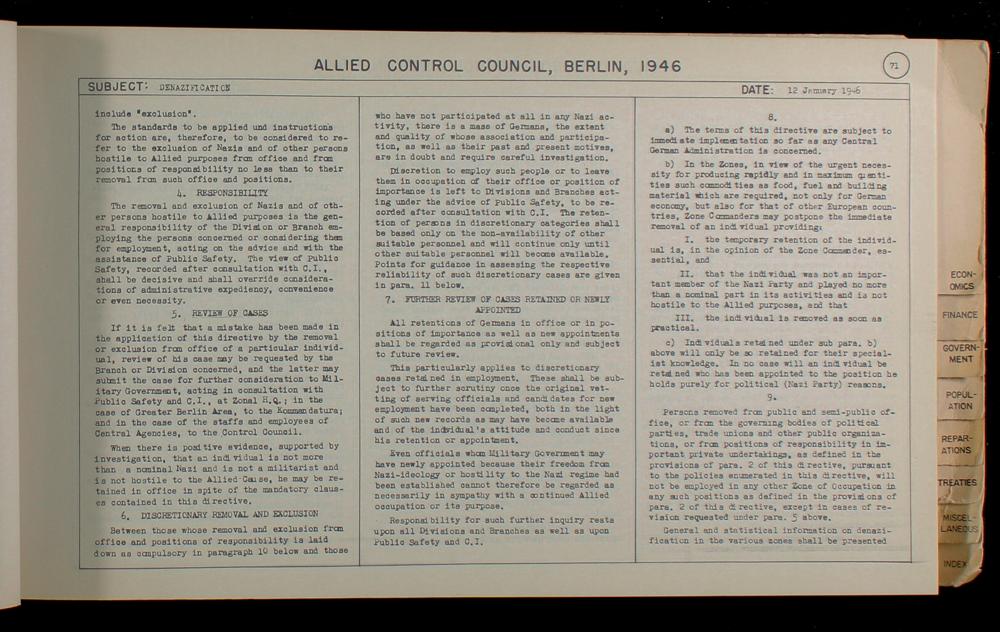 ALLIED CONTROL COUNCIL, BERLIN, 1946
71
SUBJECT: DENAZIFICATION
DATE: 12 January 1946
include "exclusion".
The standards to be applied und instructions
for action are, therefore, to be considered to re-
fer to the exclusion of Nazis and of other persons
hostile to Allied purposes from office and from
positions of responsibility no less than to their
removal from such office and positions.
4. RESPONSIBILITY
The removal and exclusion of Nazis and of oth-
er persons hostile to Allied purposes is the gen-
eral responsibility of the Division or Branch em-
ploying the persons concerned or considering them
for employment, acting on the advice and with the
assistance of Public Safety. The view of Public
Safety, recorded after consultation with C.I.,
shall be decisive and shall override considera-
tions of administrative expediency, convenience
or even necessity.
5. REVIEW OF CASES
If it is felt that a mistake has been made in
the application of this directive by the removal
or exclusion from office of a particular individ-
ual, review of his case may be requested by the
Branch or Division concerned, and the latter may
submit the case for further consideration to Mil-
itary Government, acting in consultation with
Public Safety and C.I., at Zonal H.Q.; in the
case of Greater Berlin Area, to the Kommandatura;
and in the case of the staffs and employees of
Central Agencies, to the Control Council.
When there is positive evidence, supported by
investigation, that an individual is not more
than a nominal Nazi and is not a militarist and
is not hostile to the Allied Cause, he may be re-
tained in office in spite of the mandatory claus-
es contained in this directive.
6. DISCRETIONARY REMOVAL AND EXCLUSION
Between those whose removal and exclusion from
office and positions of responsibility is laid
down as compulsory in paragraph 10 below and those
who have not participated at all in any Nazi ac-
tivity, there is a mass of Germans, the extent
and quality of whose association and participa-
tion, as well as their past and present motives,
are in doubt and require careful investigation.
Discretion to employ such people or to leave
them in occupation of their office or position of
importance is left to Divisions and Branches act-
ing under the advice of Public Safety, to be re-
corded after consultation with C.I. The reten-
tion of persons in discretionary categories shall
be based only on the non-availability of other
suitable personnel and will continue only until
other suitable personnel will become available.
Points for guidance in assessing the respective
reliability of such discretionary cases are given
in para. 11 below.
7. FURTHER REVIEW OF CASES RETAINED OR NEWLY
APPOINTED
All retentions of Germans in office or in po-
sitions of importance as well as new appointments
shall be regarded as provisional only and subject
to future review.
This particularly applies to discretionary
cases retained in employment. These shall be sub-
ject to further scrutiny once the original vet-
ting of serving officials and candidates for new
employment have been completed, both in the light
of such new records as may have become available
and of the individual's attitude and conduct since
his retention or appointment.
Even officials whom Military Government may
have newly appointed because their freedom from
Nazi-ideology or hostility to the Nazi regime had
been established cannot therefore be regarded as
necessarily in sympathy with a continued Allied
occupation or its purpose.
Responsibility for such further inquiry rests
upon all Divisions and Branches as well as upon
Public Safety and C.I.
8.
a) The terms of this directive are subject to
immediate implementation so far as any Central
German Administration is concerned.
b) In the Zones, in view of the urgent neces-
sity for producing rapidly and in maximum quanti-
ties such commodities as food, fuel and building
material which are required, not only for German
economy, but also for that of other European coun-
tries, Zone Commanders may postpone the immediate
removal of an individual providing:
I. the temporary retention of the individ-
ual is, in the opinion of the Zone Commander, es-
sential, and
II. that the individual was not an impor-
tant member of the Nazi Party and played no more
than a nominal part in its activities and is not
hostile to the Allied purposes, and that
III. the individual is removed as soon as
practical.
c) Individuals retained under sub para. b)
above will only be so retained for their special-
ist knowledge. In no case will an individual be
retained who has been appointed to the position he
holds purely for political (Nazi Party) reasons.
9.
Persons removed from public and semi-public of-
fice, or from the governing bodies of political
parties, trade unions and other public organiza-
tions, or from positions of responsibility in im-
portant private undertakings, as defined in the
provisions of para. 2 of this directive, pursuant
to the policies enumerated in this directive, will
not be employed in any other Zone of Occupation in
any such positions as defined in the provisions of
para. 2 of this directive, except in cases of re-
vision requested under para. 5 above.
General and statistical information on denazi-
fication in the various zones shall be presented
ECON-
OMICS
FINANCE
GOVERN-
MENT
POPUL-
ATION
REPAR-
ATIONS
TREATIES
MISCEL-
LANEOUS
INDEX